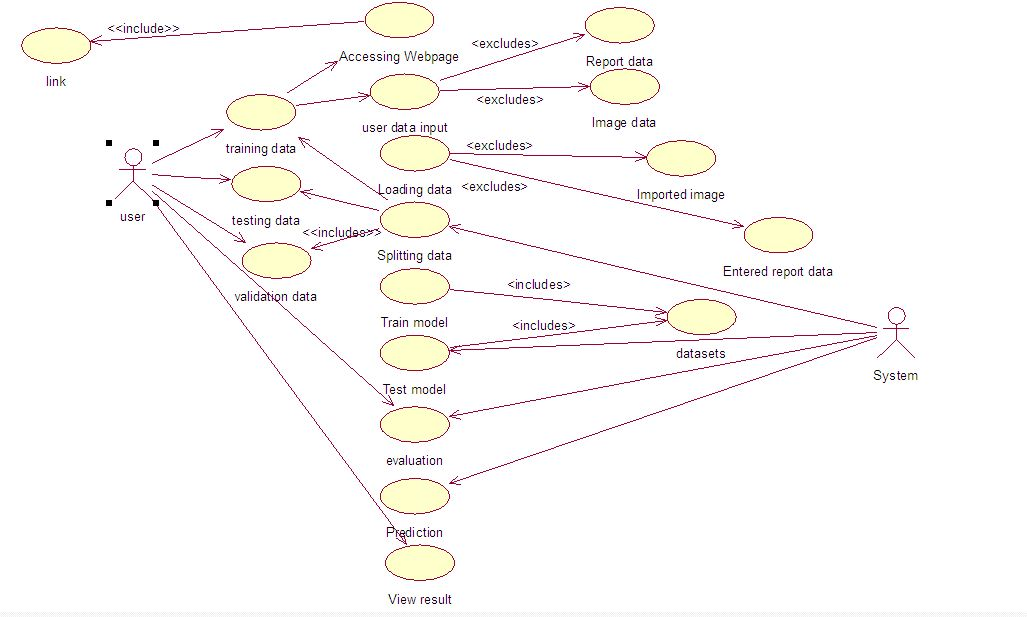 <<include>>
link
Accessing Webpage
<excludes>
Report data
<excludes>
Image data
user data input
training data
<excludes>
Imported image
Loading data
<excludes>
user
testing data
<<includes>>
Splitting data
Entered report data
validation data
<includes>
Train model
<includes>
datasets
System
Test model
evaluation
Prediction
View result